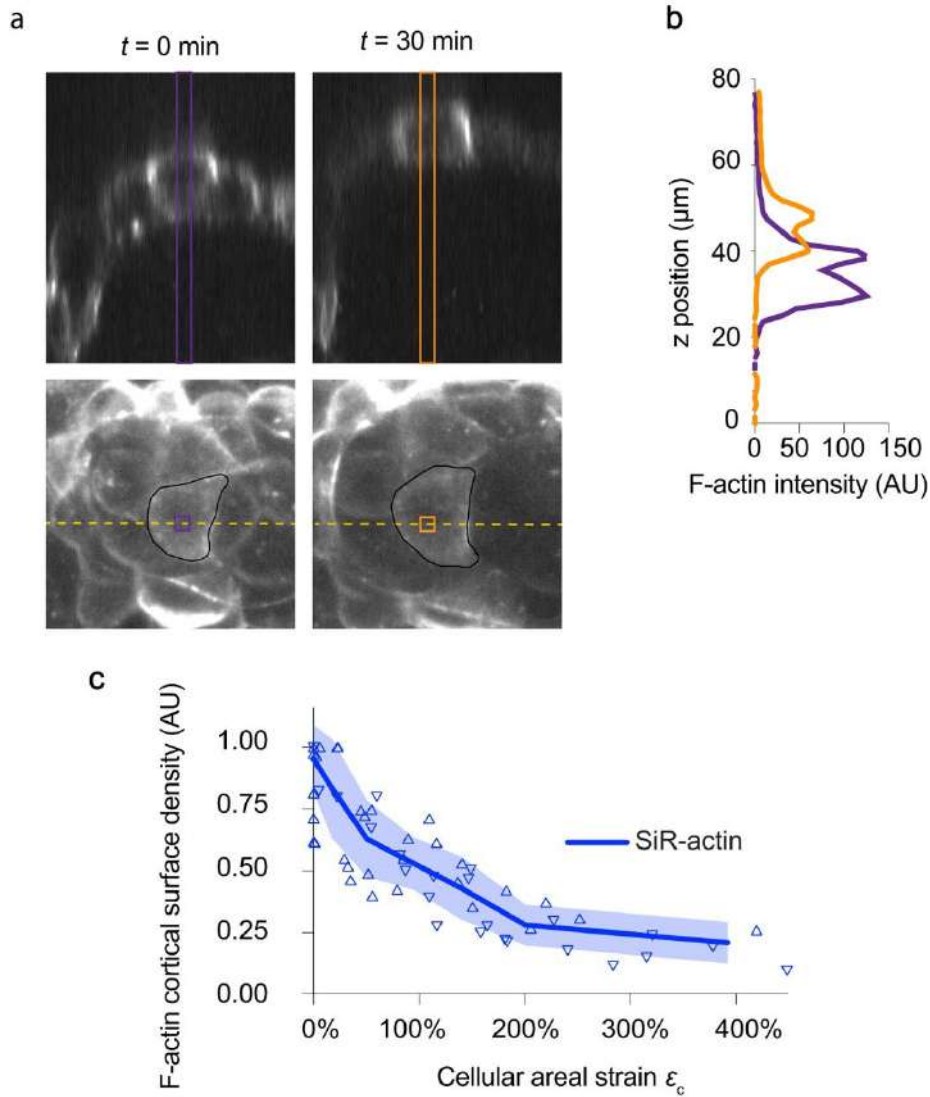 a
t = 0 min
t = 30 min
b
80
60
40
20
0
z position (µm)
0 50 100 150
F-actin intensity (AU)
c
F-actin cortical surface density (AU)
1.00
0.75
0.50
0.25
0.00
SiR-actin
0% 100% 200% 300% 400%
Cellular areal strain εc